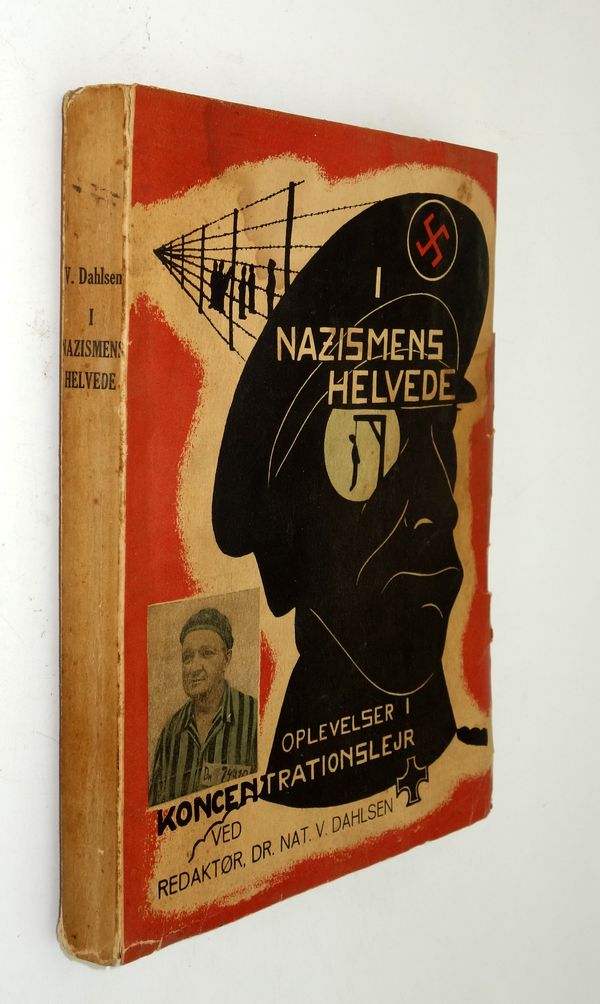 V. Dahlsen
I
NAZISMENS
HELVEDE
I
NAZISMENS
HELVEDE
OPLEVELSER I
KONCENTRATIONSLEJR
VED
REDAKTØR, DR. NAT. V. DAHLSEN